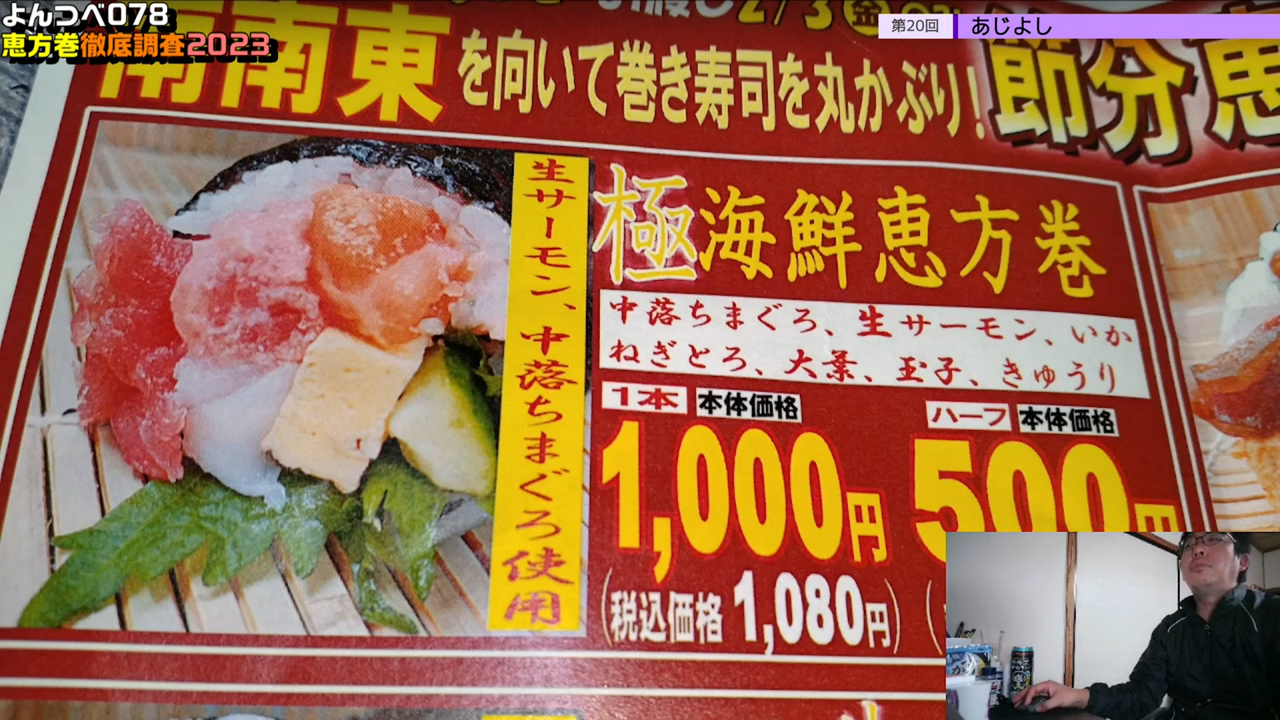 よんつべ078
恵方巻徹底調査2023
第20回
あじよし
2/3金
南南東を向いて巻き寿司を丸かぶり!
節分
生サーモン、中落ちまぐろ使用
極海鮮恵方巻
中落ちまぐろ、生サーモン、いか
ねぎとろ、大葉、玉子、きゅうり
1本 本体価格
1,000円
(税込価格 1,080円)
ハーフ 本体価格
500円